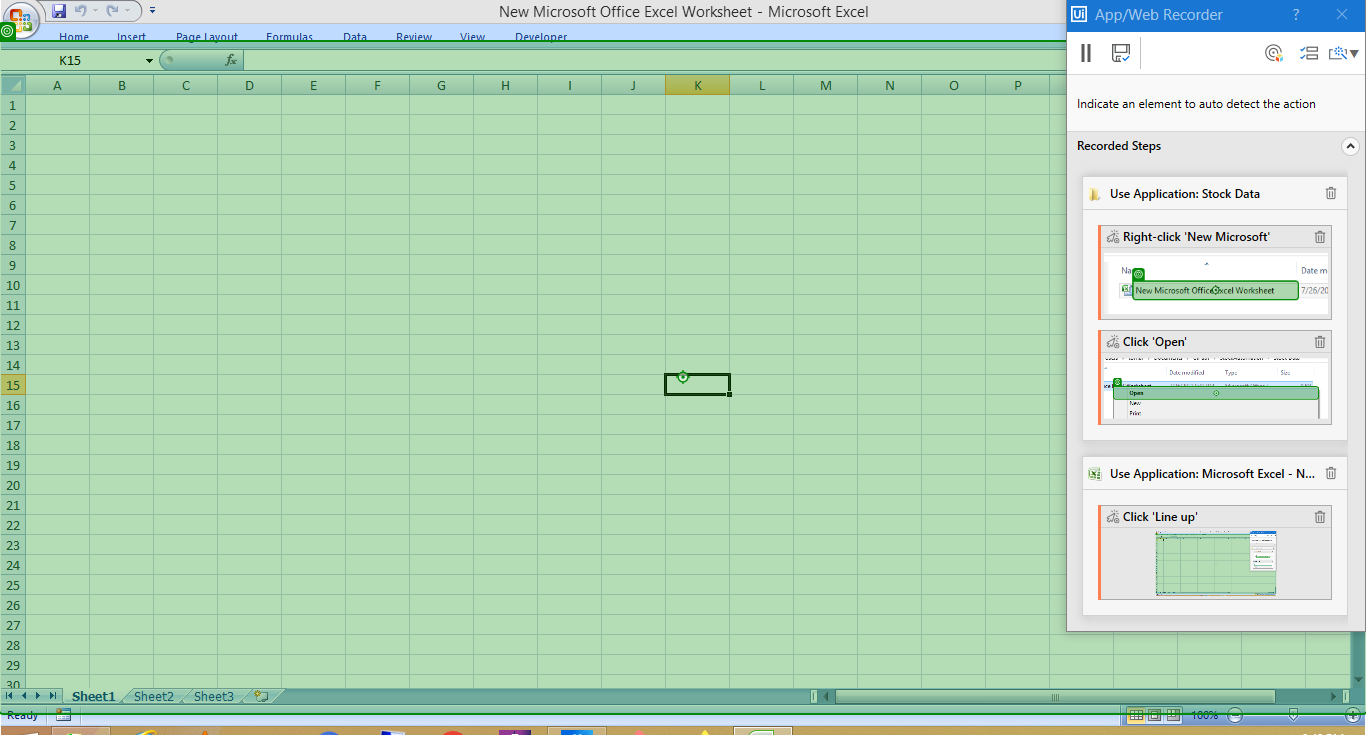 New Microsoft Office Excel Worksheet - Microsoft Excel
Home Insert Page Layout Formulas Data Review View Developer
K15 fx
A B C D E F G H I J K L M N O P
1
2
3
4
5
6
7
8
9
10
11
12
13
14
15
16
17
18
19
20
21
22
23
24
25
26
27
28
29
30
Sheet1 Sheet2 Sheet3
Ready 100%
Ui App/Web Recorder ?
Indicate an element to auto detect the action
Recorded Steps
Use Application: Stock Data
Right-click 'New Microsoft'
Date m
New Microsoft Office Excel Worksheet 7/26/20
Click 'Open'
Date modified Type Size
Open
New
Print
Use Application: Microsoft Excel - N...
Click 'Line up'